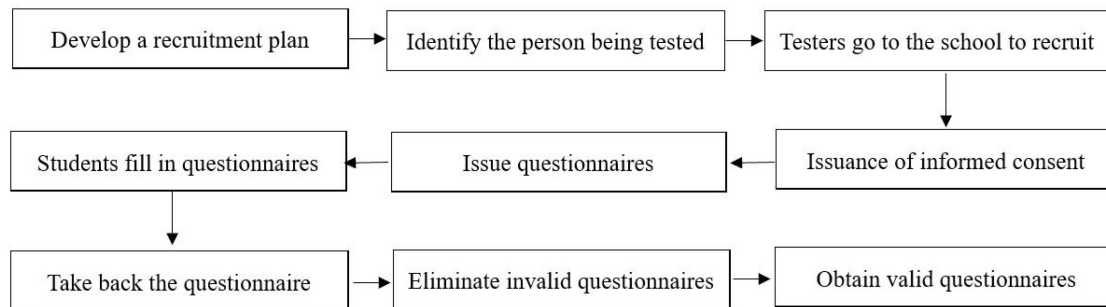 Develop a recruitment plan
Identify the person being tested
Testers go to the school to recruit
Issuance of informed consent
Issue questionnaires
Students fill in questionnaires
Take back the questionnaire
Eliminate invalid questionnaires
Obtain valid questionnaires